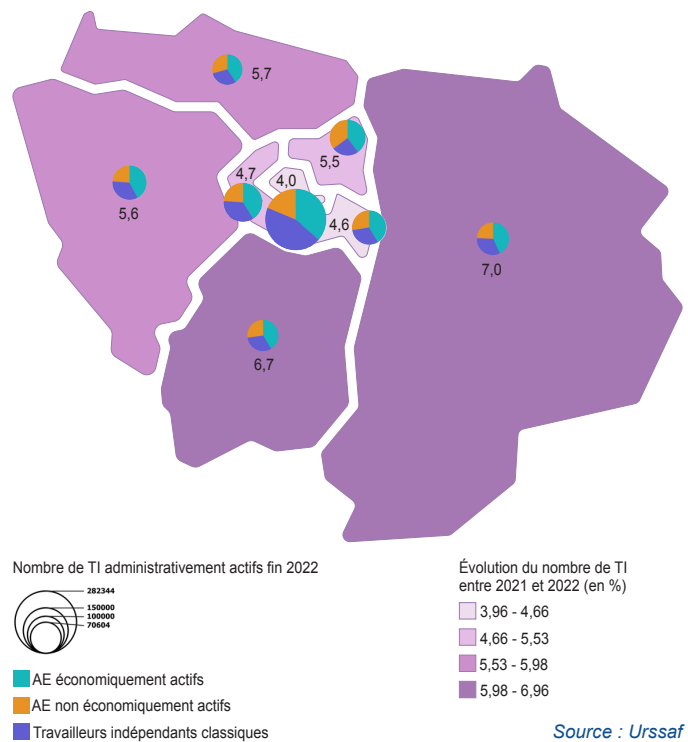 5,7
5,5
4,7
4,0
5,6
4,6
7,0
6,7
Nombre de TI administrativement actifs fin 2022
282344
150000
100000
70604
AE économiquement actifs
AE non économiquement actifs
Travailleurs indépendants classiques
Évolution du nombre de TI
entre 2021 et 2022 (en %)
3,96 - 4,66
4,66 - 5,53
5,53 - 5,98
5,98 - 6,96
Source : Urssaf